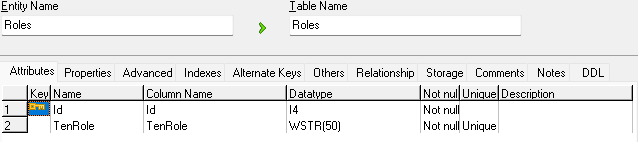 Entity Name Table Name
Roles Roles
Attributes Properties Advanced Indexes Alternate Keys Others Relationship Storage Comments Notes DDL
Key Name Column Name Datatype Not null Unique Description
1 Id Id I4 Not null
2 TenRole TenRole WSTR(50) Not null Unique